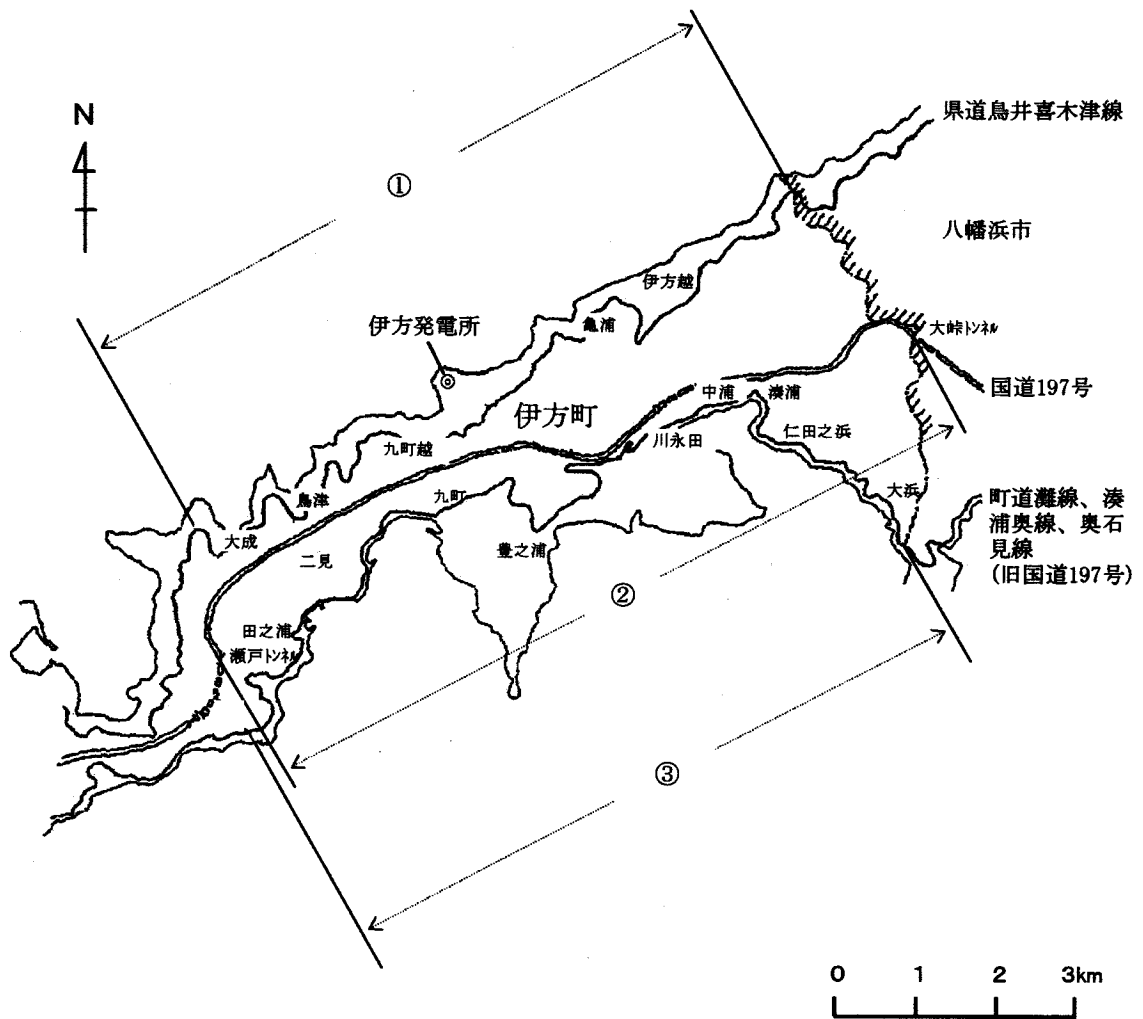 県道鳥井喜木津線
N
①
八幡浜市
伊方越
伊方発電所
亀浦
大峠トンネル
国道197号
伊方町
中浦
湊浦
川永田
仁田之浜
九町越
九町
鳥津
大浜
町道灘線、湊
浦奥線、奥石
見線
(旧国道197号)
大成
二見
豊之浦
②
田之浦
瀬戸トンネル
③
0 1 2 3km